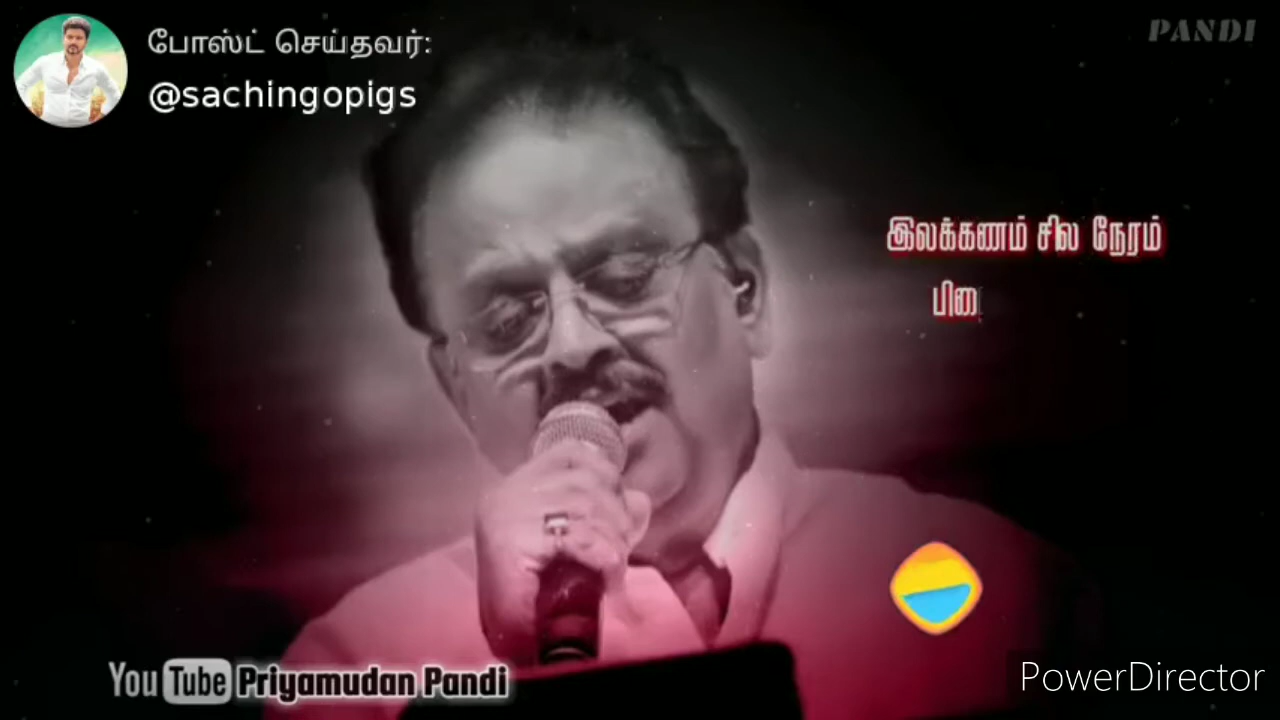 போஸ்ட் செய்தவர்:
@sachingopigs
PANDI
இலக்கணம் சில நேரம்
பிழை
YouTube Priyamudan Pandi
PowerDirector